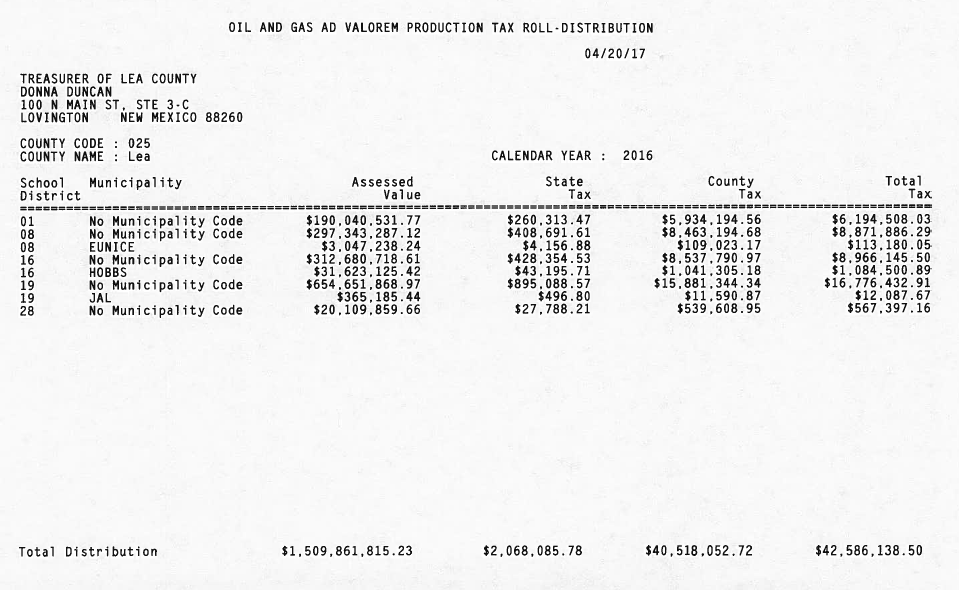 OIL AND GAS AD VALOREM PRODUCTION TAX ROLL-DISTRIBUTION
04/20/17
TREASURER OF LEA COUNTY
DONNA DUNCAN
100 N MAIN ST, STE 3-C
LOVINGTON NEW MEXICO 88260
COUNTY CODE : 025
COUNTY NAME : Lea CALENDAR YEAR : 2016
School Municipality Assessed State County Total
District Value Tax Tax Tax
01 No Municipality Code $190,040,531.77 $260,313.47 $5,934,194.56 $6,194,508.03
08 No Municipality Code $297,343,287.12 $408,691.61 $8,463,194.68 $8,871,886.29
08 EUNICE $3,047,238.24 $4,156.88 $109,023.17 $113,180.05
16 No Municipality Code $312,680,718.61 $428,354.53 $8,537,790.97 $8,966,145.50
16 HOBBS $31,623,125.42 $43,195.71 $1,041,305.18 $1,084,500.89
19 No Municipality Code $654,651,868.97 $895,088.57 $15,881,344.34 $16,776,432.91
19 JAL $365,185.44 $496.80 $11,590.87 $12,087.67
28 No Municipality Code $20,109,859.66 $27,788.21 $539,608.95 $567,397.16
Total Distribution $1,509,861,815.23 $2,068,085.78 $40,518,052.72 $42,586,138.50